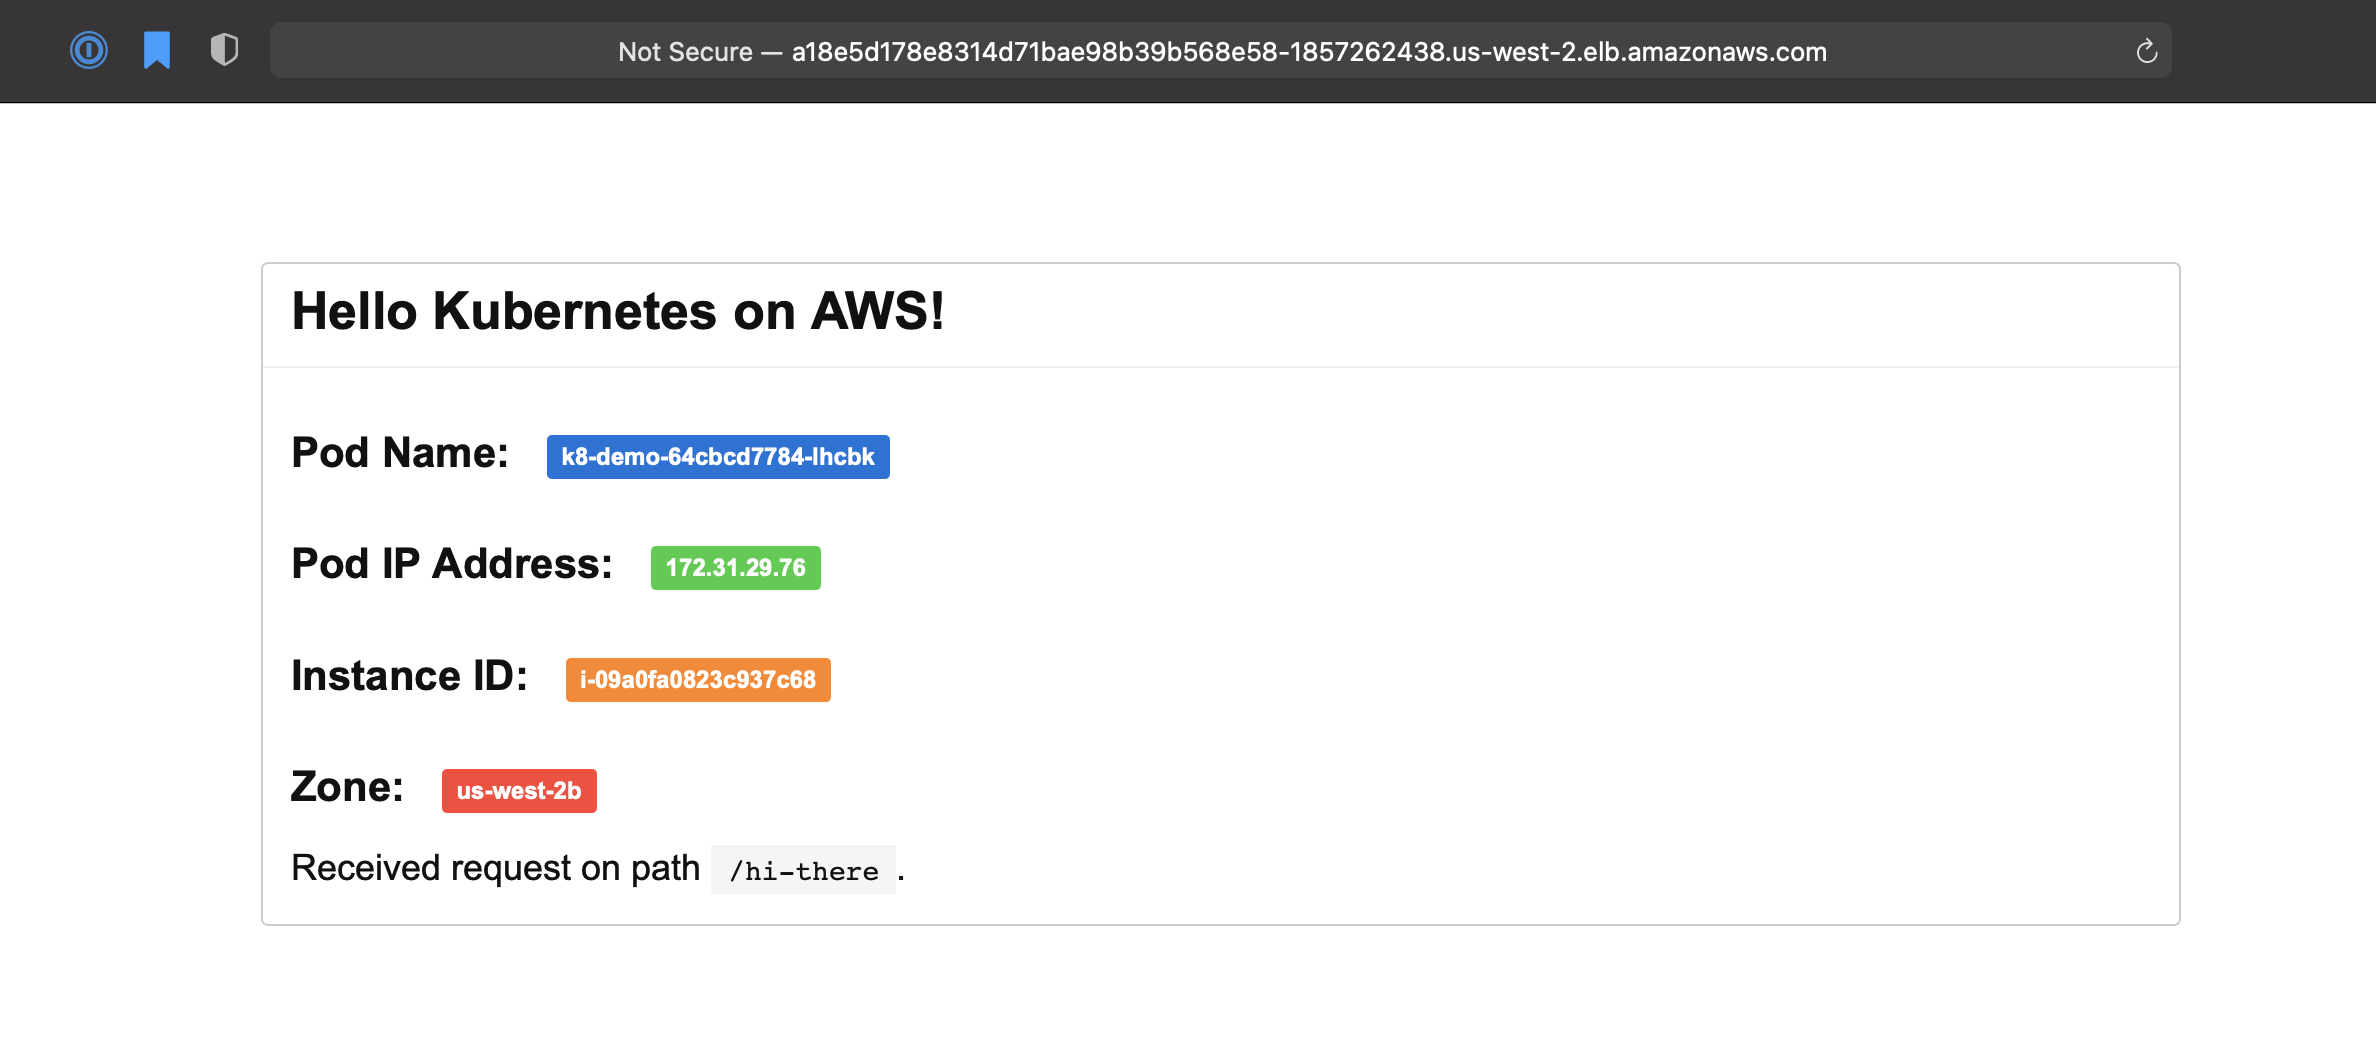 Not Secure — a18e5d178e8314d71bae98b39b568e58-1857262438.us-west-2.elb.amazonaws.com
Hello Kubernetes on AWS!
Pod Name: k8-demo-64cbcd7784-lhcbk
Pod IP Address: 172.31.29.76
Instance ID: i-09a0fa0823c937c68
Zone: us-west-2b
Received request on path /hi-there .